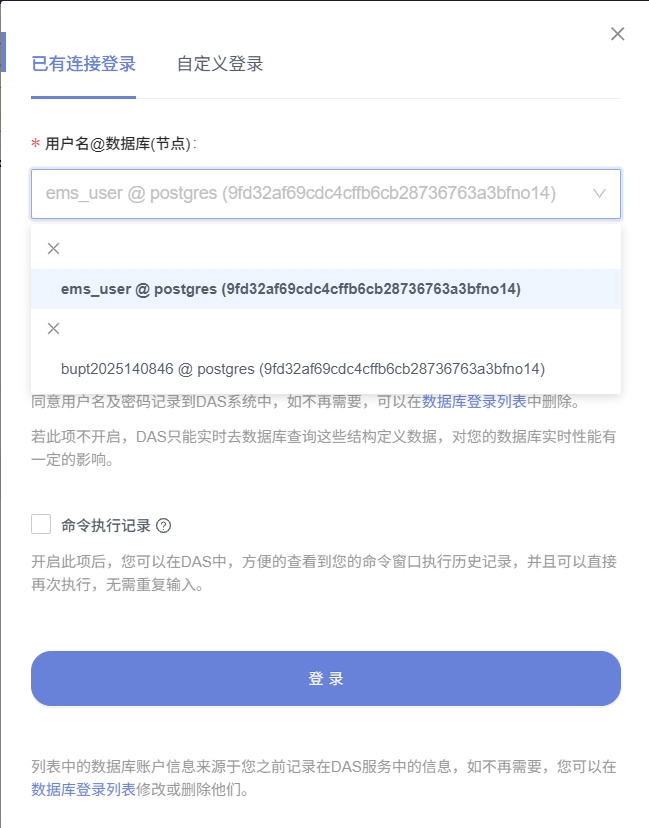 已有连接登录 自定义登录
* 用户名@数据库(节点):
ems_user @ postgres (9fd32af69cdc4cffb6cb28736763a3bfno14)
ems_user @ postgres (9fd32af69cdc4cffb6cb28736763a3bfno14)
bupt2025140846 @ postgres (9fd32af69cdc4cffb6cb28736763a3bfno14)
同意用户名及密码记录到DAS系统中，如不再需要，可以在数据库登录列表中删除。
若此项不开启，DAS只能实时去数据库查询这些结构定义数据，对您的数据库实时性能有
一定的影响。
命令执行记录 ?
开启此项后，您可以在DAS中，方便的查看到您的命令窗口执行历史记录，并且可以直接
再次执行，无需重复输入。
登 录
列表中的数据库账户信息来源于您之前记录在DAS服务中的信息，如不再需要，您可以在
数据库登录列表修改或删除他们。